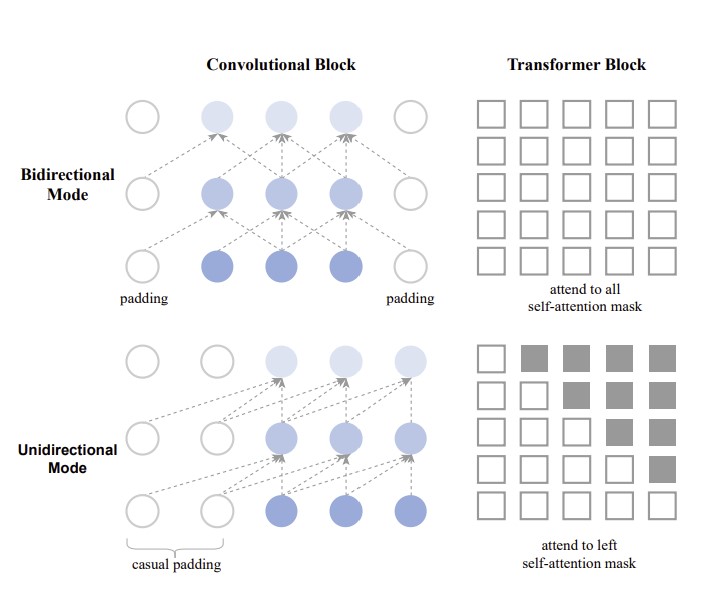 Convolutional Block
Transformer Block
Bidirectional
Mode
padding
padding
attend to all
self-attention mask
Unidirectional
Mode
casual padding
attend to left
self-attention mask